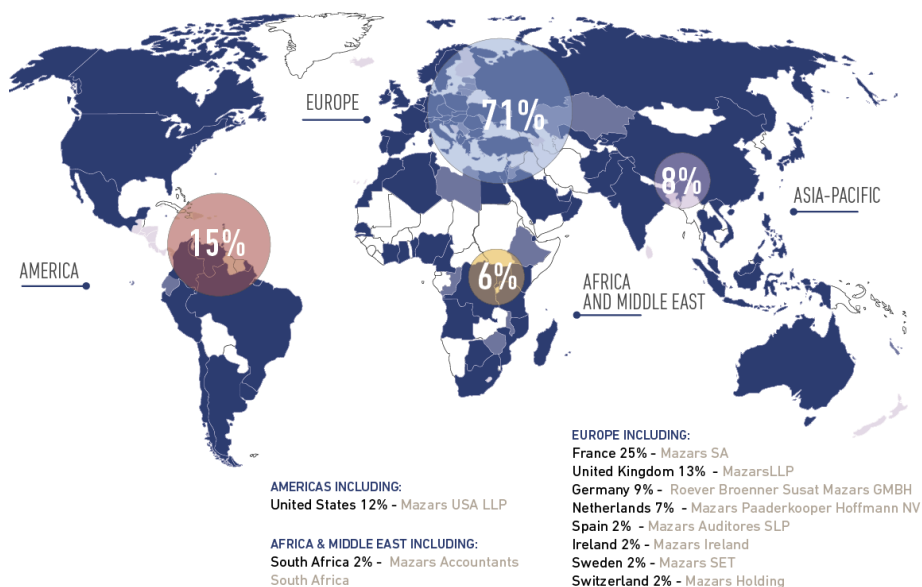 EUROPE
71%
8%
ASIA-PACIFIC
15%
AMERICA
6%
AFRICA
AND MIDDLE EAST
AMERICAS INCLUDING:
United States 12% - Mazars USA LLP
AFRICA & MIDDLE EAST INCLUDING:
South Africa 2% - Mazars Accountants
South Africa
EUROPE INCLUDING:
France 25% - Mazars SA
United Kingdom 13% - MazarsLLP
Germany 9% - Roever Broenner Susat Mazars GMBH
Netherlands 7% - Mazars Paaderkooper Hoffmann NV
Spain 2% - Mazars Auditores SLP
Ireland 2% - Mazars Ireland
Sweden 2% - Mazars SET
Switzerland 2% - Mazars Holding